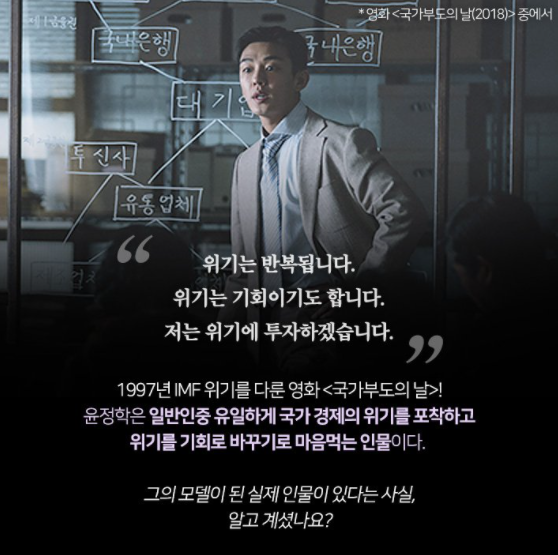 * 영화 <국가부도의 날(2018)> 중에서
국내은행
국내은행
대기업
투신사
유통업체
“
위기는 반복됩니다.
위기는 기회이기도 합니다.
저는 위기에 투자하겠습니다.
”
1997년 IMF 위기를 다룬 영화 <국가부도의 날>!
윤정학은 일반인중 유일하게 국가 경제의 위기를 포착하고
위기를 기회로 바꾸기로 마음먹는 인물이다.
그의 모델이 된 실제 인물이 있다는 사실,
알고 계셨나요?